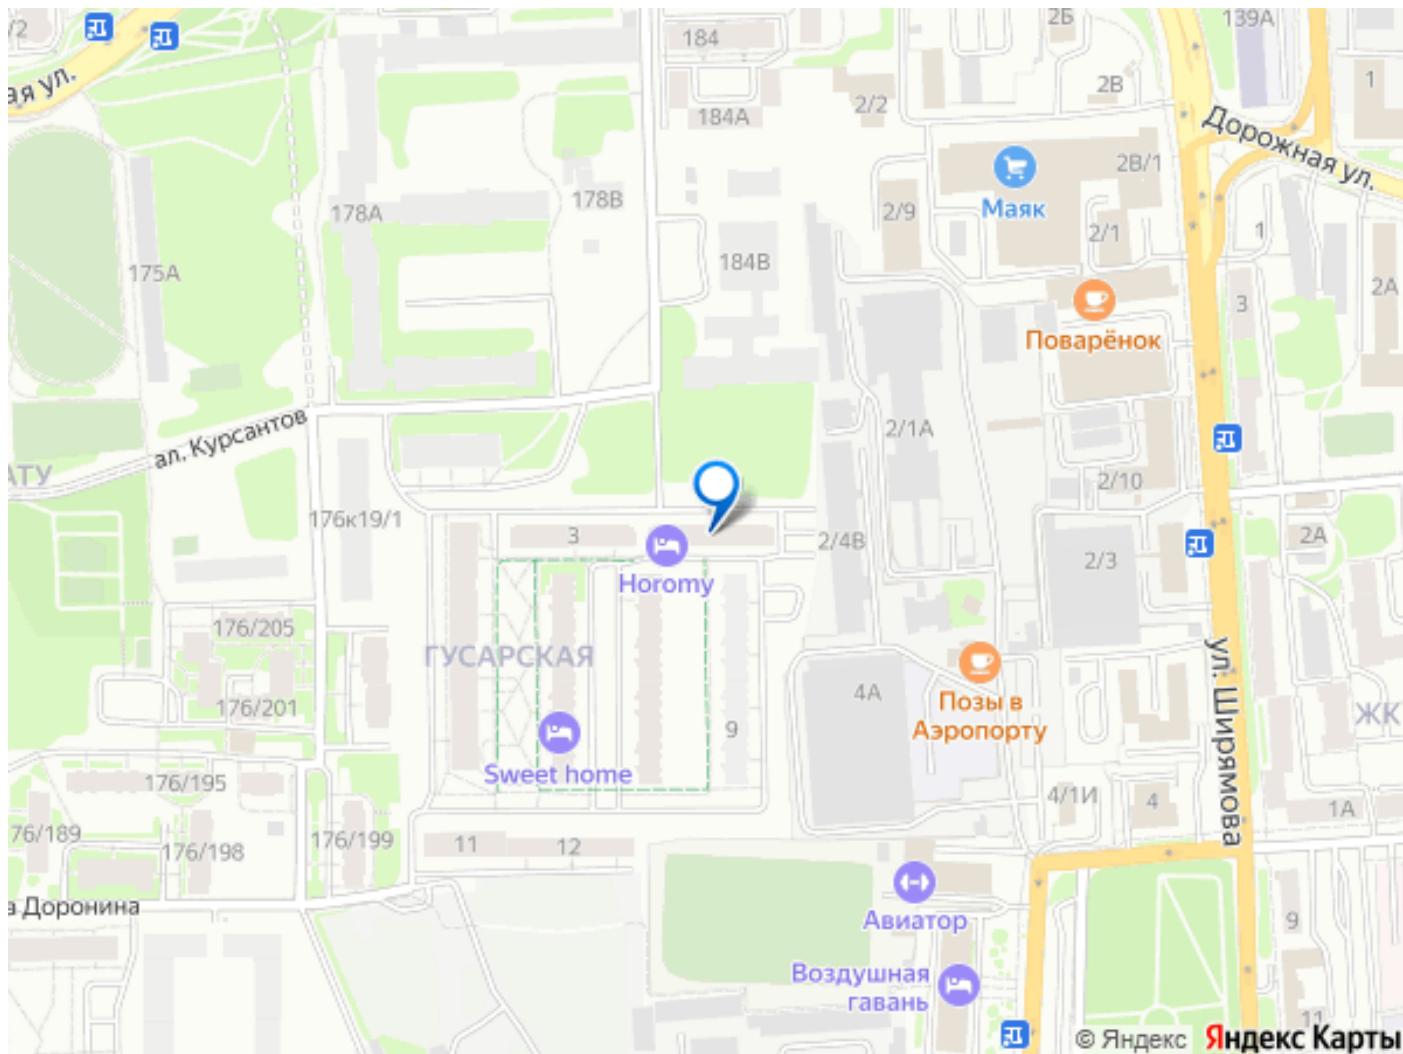 /2
ая ул.
184
2Б
139А
2В
1
184А
2/2
Дорожная ул.
2В/1
Маяк
178В
178А
2/9
2/1
1
175А
184В
2А
3
Поварёнок
ал. Курсантов
2/1А
АТУ
2/10
176к19/1
3
2/4В
2А
2/3
Horomy
176/205
ГУСАРСКАЯ
ул. Ширямова
4А
Позы в
Аэропорту
176/201
ЖК
9
Sweet home
176/195
4/1И
4
1А
76/189
176/198
176/199
11
12
Авиатор
а Доронина
9
Воздушная
гавань
11
© Яндекс Яндекс Карты